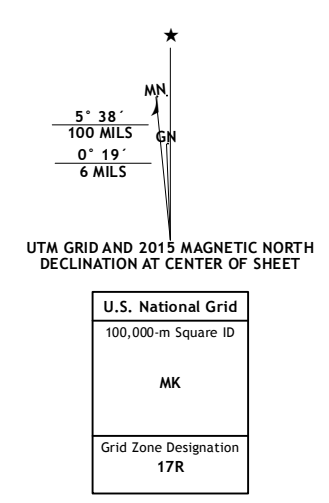 ★
MN
5° 38´
100 MILS
GN
0° 19´
6 MILS
UTM GRID AND 2015 MAGNETIC NORTH
DECLINATION AT CENTER OF SHEET
U.S. National Grid
100,000-m Square ID
MK
Grid Zone Designation
17R